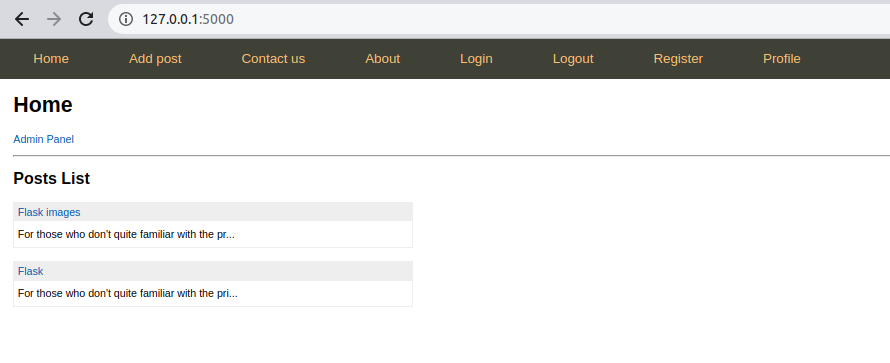 127.0.0.1:5000
Home Add post Contact us About Login Logout Register Profile
Home
Admin Panel
Posts List
Flask images
For those who don't quite familiar with the pr...
Flask
For those who don't quite familiar with the pri...